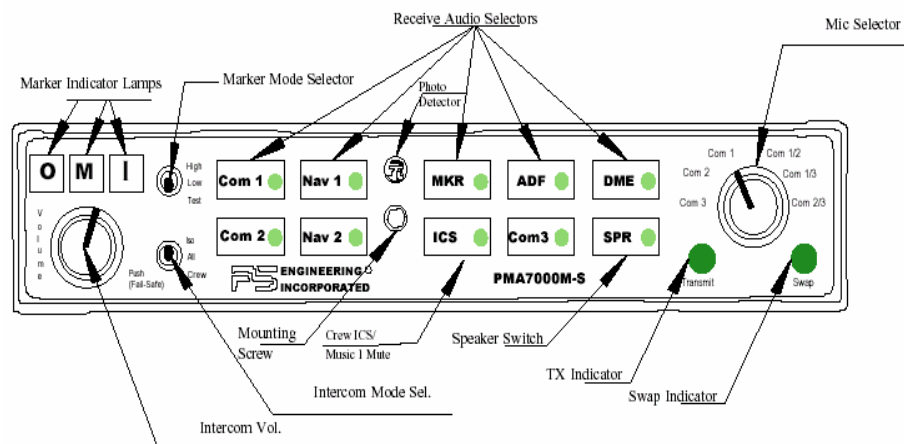 Receive Audio Selectors
Mic Selector
Marker Mode Selector
Marker Indicator Lamps
Photo
Detector
O M I
High
Low
Test
Com 1
Nav 1
MKR
ADF
DME
Com 1
Com 1/2
Com 2
Com 1/3
Com 3
Com 2/3
Volume
Iso
All
Crew
Push
(Fail-Safe)
Com 2
Nav 2
ICS
Com3
SPR
PS ENGINEERING
INCORPORATED
PMA7000M-S
Transmit
Swap
Mounting
Screw
Crew ICS/
Music 1 Mute
Speaker Switch
TX Indicator
Swap Indicator
Intercom Mode Sel.
Intercom Vol.